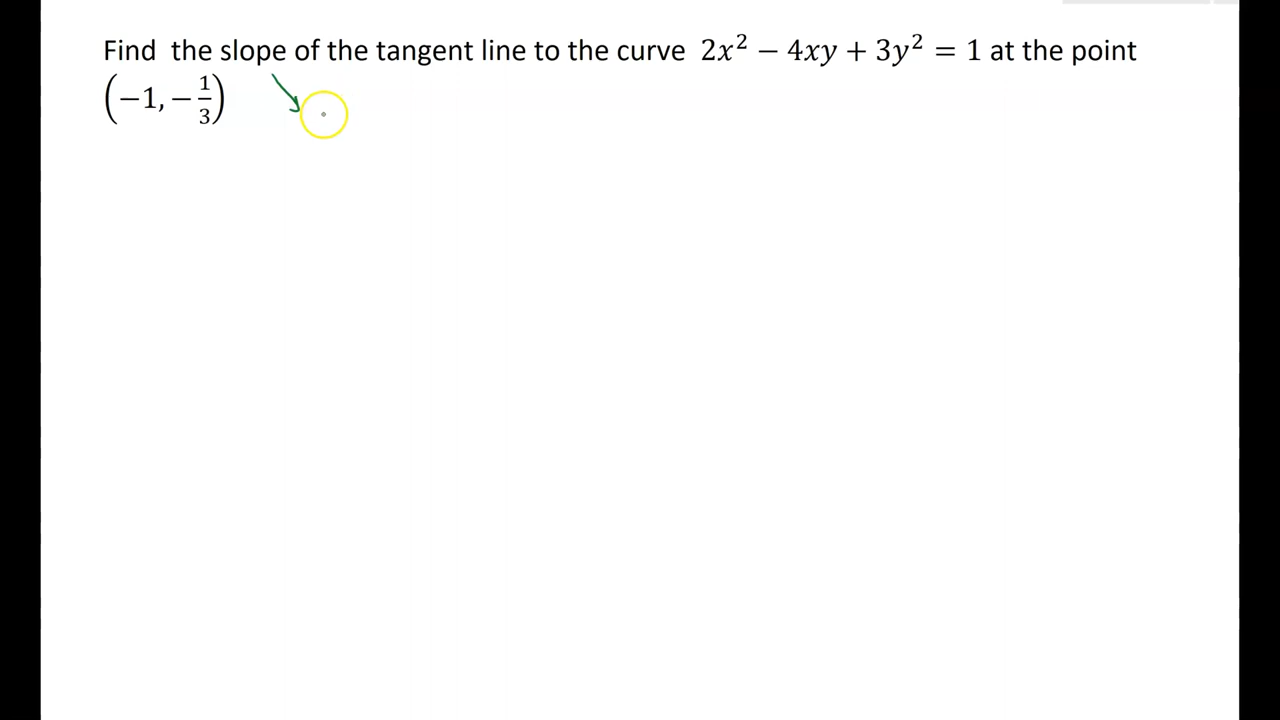 Find the slope of the tangent line to the curve 2x² − 4xy + 3y² = 1 at the point
(−1, −1/3)